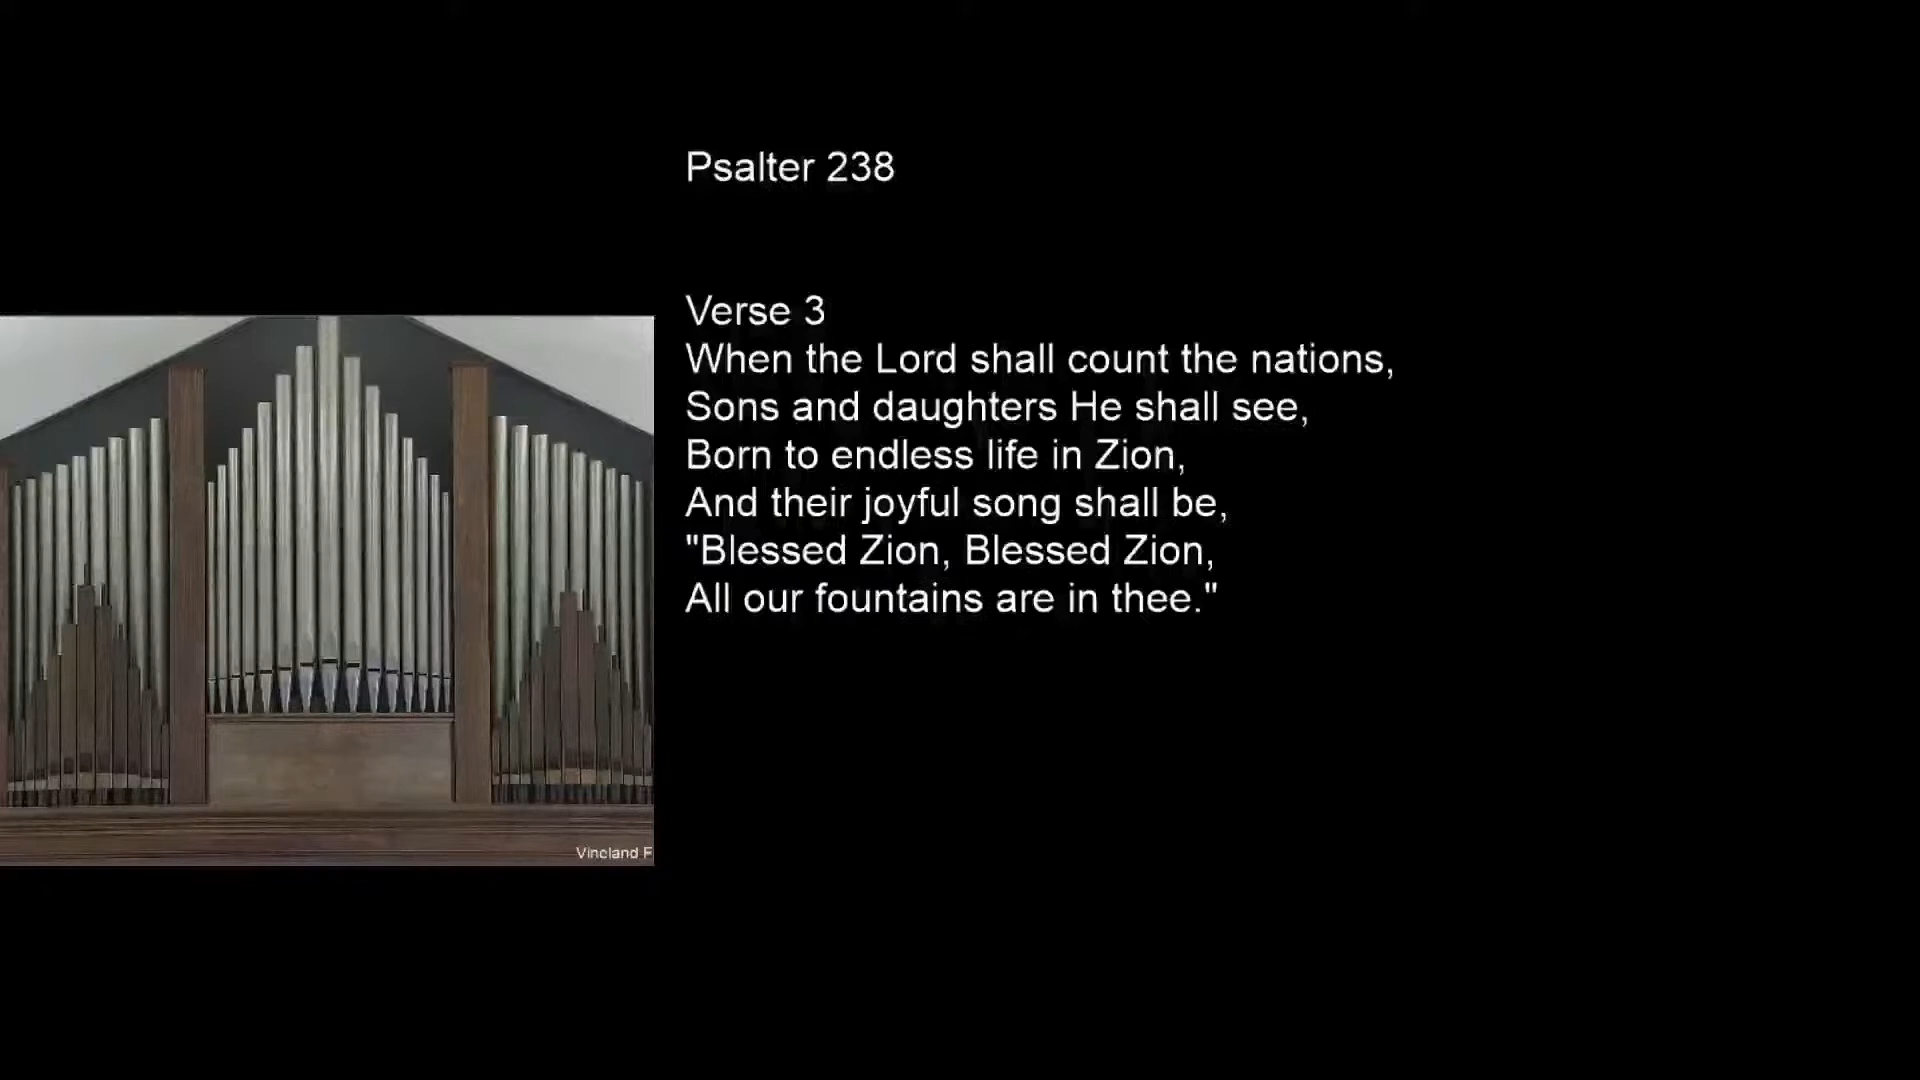 Psalter 238
Verse 3
When the Lord shall count the nations,
Sons and daughters He shall see,
Born to endless life in Zion,
And their joyful song shall be,
"Blessed Zion, Blessed Zion,
All our fountains are in thee."
Vineland F